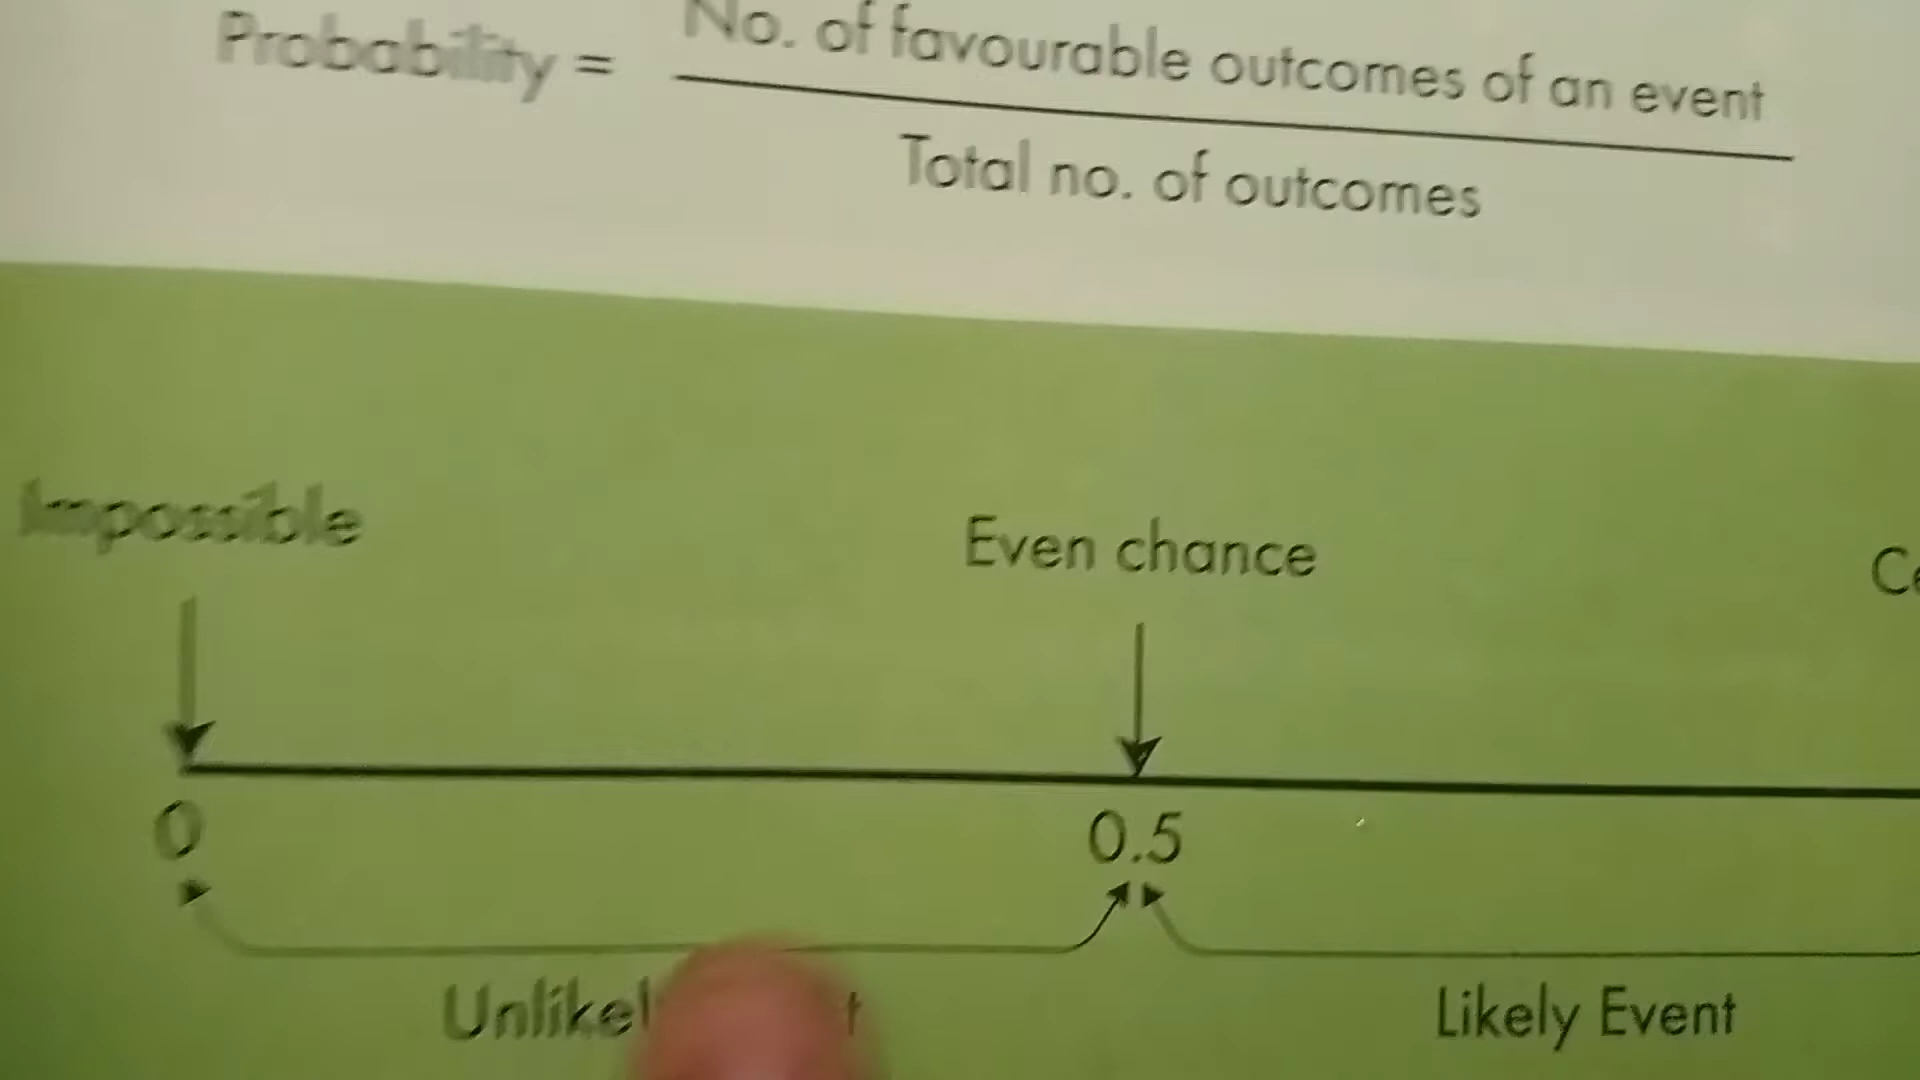 Probability = No. of favourable outcomes of an event
Total no. of outcomes
Impossible
Even chance
0
0.5
Likely Event